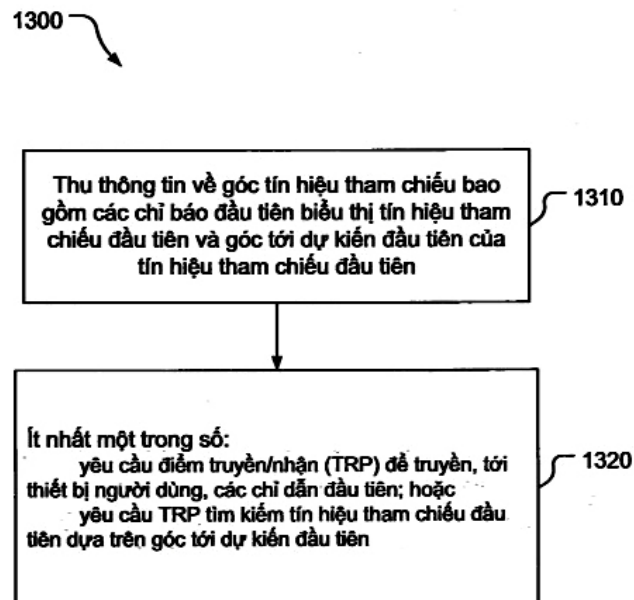 1300
Thu thông tin về góc tín hiệu tham chiếu bao
gồm các chỉ báo đầu tiên biểu thị tín hiệu tham
chiếu đầu tiên và góc tới dự kiến đầu tiên của
tín hiệu tham chiếu đầu tiên
1310
Ít nhất một trong số:
yêu cầu điểm truyền/nhận (TRP) để truyền, tới
thiết bị người dùng, các chỉ dẫn đầu tiên; hoặc
yêu cầu TRP tìm kiếm tín hiệu tham chiếu đầu
tiên dựa trên góc tới dự kiến đầu tiên
1320